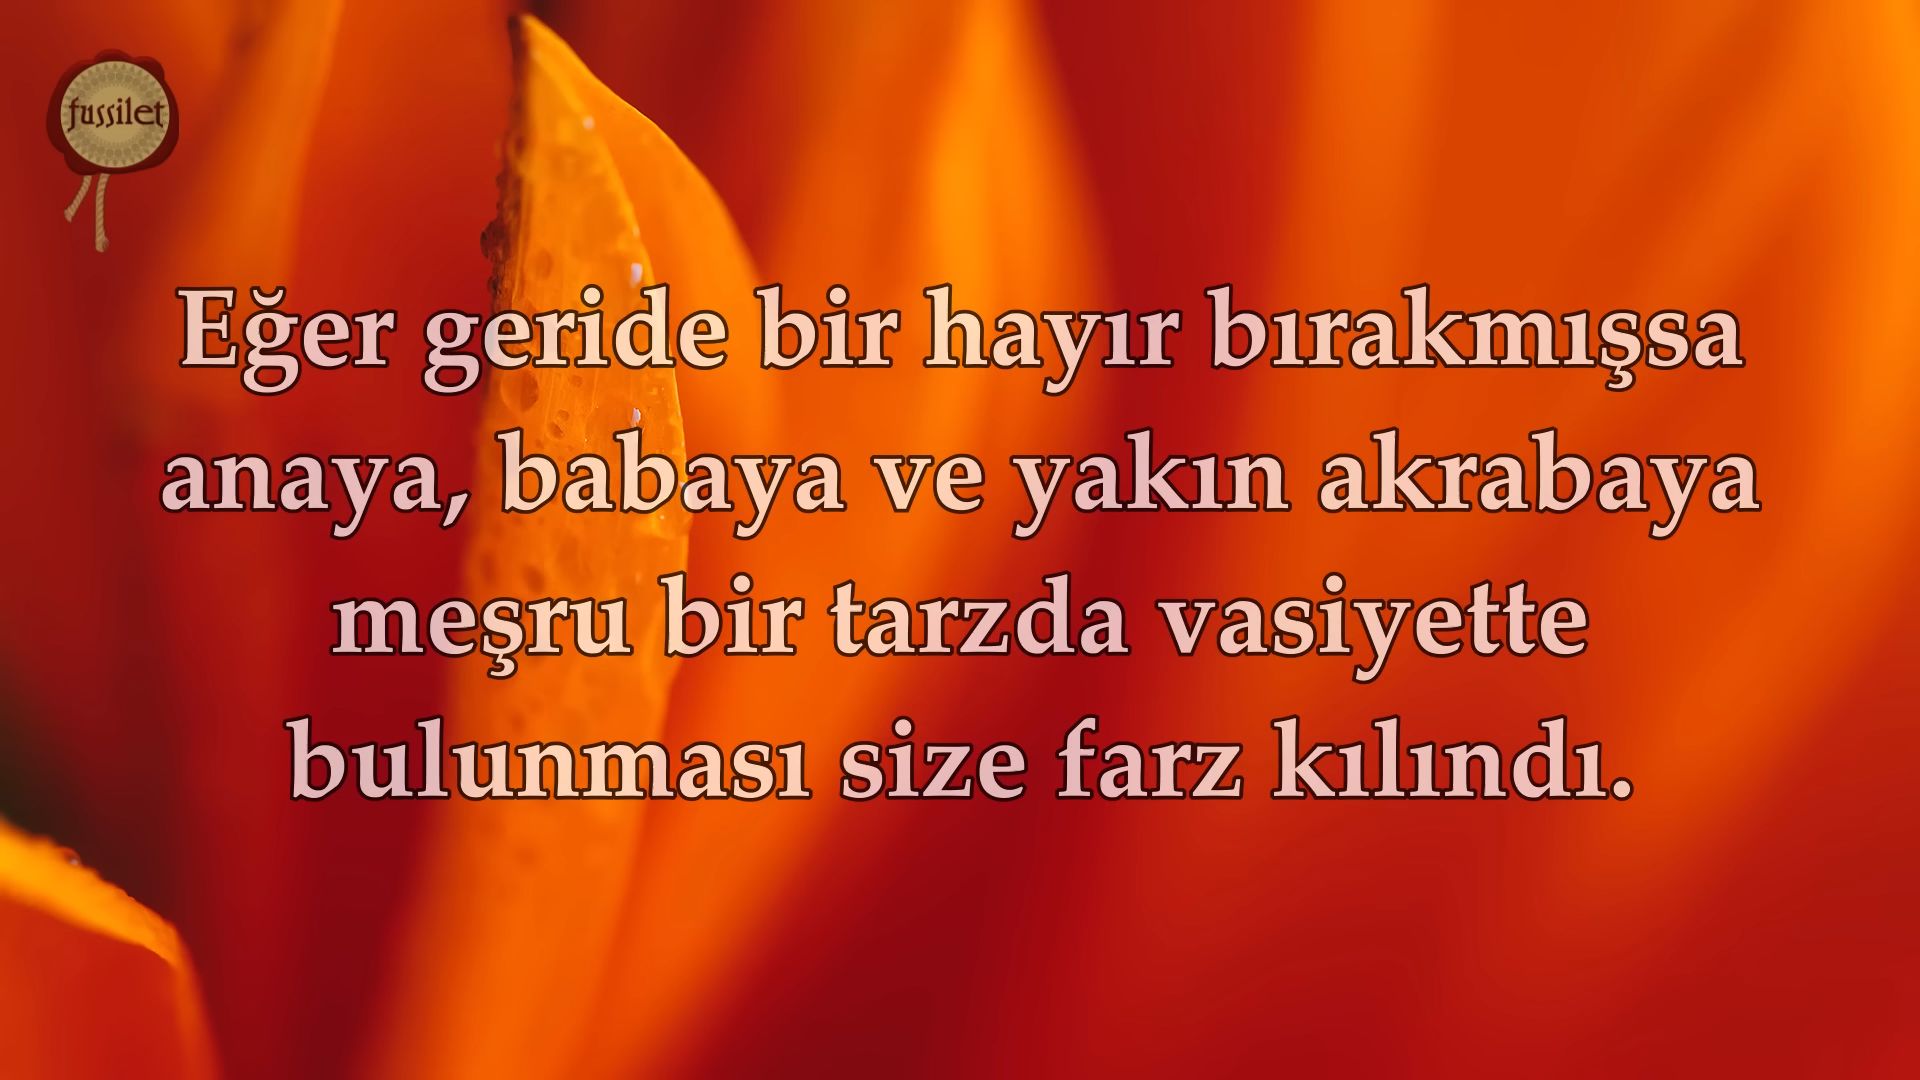 fussilet
Eğer geride bir hayır bırakmışsa
anaya, babaya ve yakın akrabaya
meşru bir tarzda vasiyette
bulunması size farz kılındı.